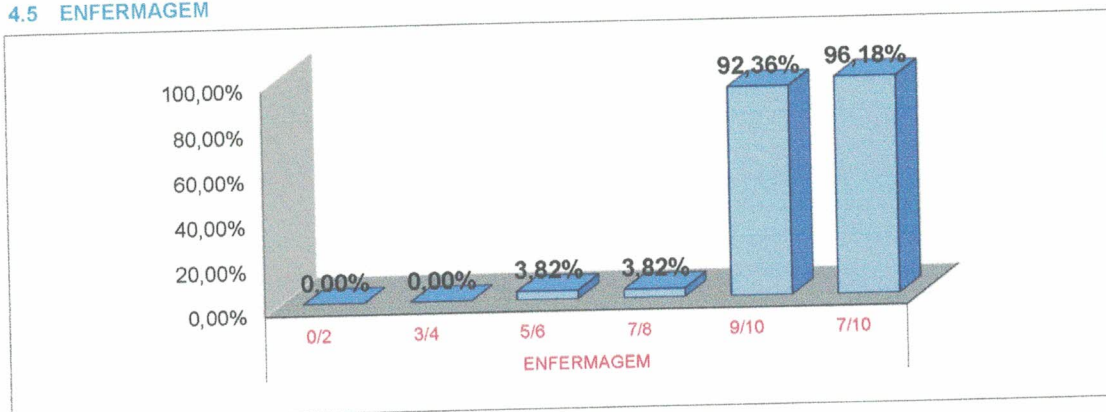 4.5 ENFERMAGEM
92,36% 96,18%
100,00%
80,00%
60,00%
40,00%
20,00%
0,00%
0,00% 0,00% 3,82% 3,82%
0/2 3/4 5/6 7/8 9/10 7/10
ENFERMAGEM